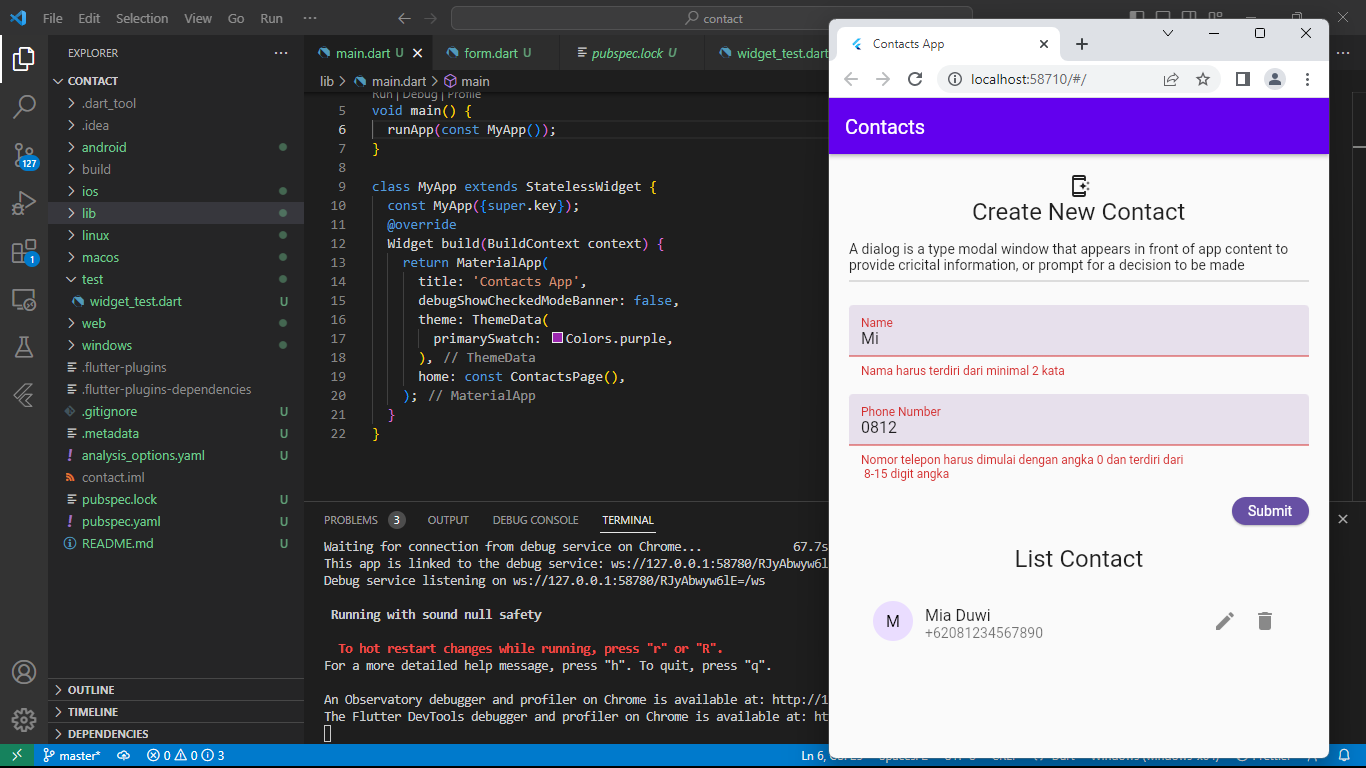 File Edit Selection View Go Run ··· contact
EXPLORER
CONTACT
.dart_tool
.idea
android
build
ios
lib
linux
macos
test
widget_test.dart U
web
windows
.flutter-plugins
.flutter-plugins-dependencies
.gitignore U
.metadata U
analysis_options.yaml U
contact.iml
pubspec.lock U
pubspec.yaml U
README.md U
OUTLINE
TIMELINE
DEPENDENCIES
127
1
main.dart U form.dart U pubspec.lock U widget_test.dart
lib > main.dart > main
Run | Debug | Profile
5 void main() {
6 runApp(const MyApp());
7 }
8
9 class MyApp extends StatelessWidget {
10 const MyApp({super.key});
11 @override
12 Widget build(BuildContext context) {
13 return MaterialApp(
14 title: 'Contacts App',
15 debugShowCheckedModeBanner: false,
16 theme: ThemeData(
17 primarySwatch: Colors.purple,
18 ), // ThemeData
19 home: const ContactsPage(),
20 ); // MaterialApp
21 }
22 }
PROBLEMS 3 OUTPUT DEBUG CONSOLE TERMINAL
Waiting for connection from debug service on Chrome... 67.7s
This app is linked to the debug service: ws://127.0.0.1:58780/RJyAbwyw6l
Debug service listening on ws://127.0.0.1:58780/RJyAbwyw6lE=/ws
Running with sound null safety
To hot restart changes while running, press "r" or "R".
For a more detailed help message, press "h". To quit, press "q".
An Observatory debugger and profiler on Chrome is available at: http://1
The Flutter DevTools debugger and profiler on Chrome is available at: ht
master* 0 0 3
Contacts App
localhost:58710/#/
Contacts
Create New Contact
A dialog is a type modal window that appears in front of app content to
provide cricital information, or prompt for a decision to be made
Name
Mi
Nama harus terdiri dari minimal 2 kata
Phone Number
0812
Nomor telepon harus dimulai dengan angka 0 dan terdiri dari
8-15 digit angka
Submit
List Contact
M
Mia Duwi
+62081234567890